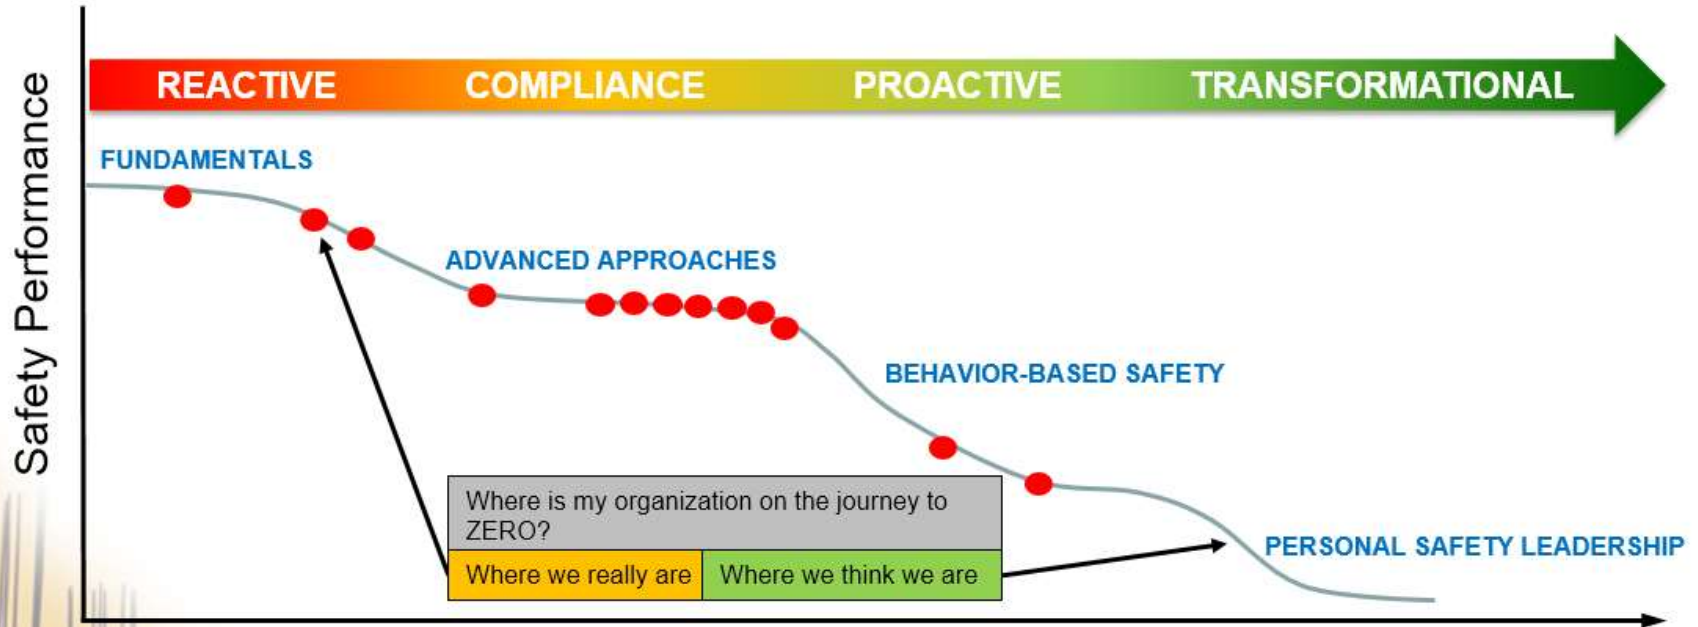 REACTIVE COMPLIANCE PROACTIVE TRANSFORMATIONAL
Safety Performance
FUNDAMENTALS
ADVANCED APPROACHES
BEHAVIOR-BASED SAFETY
Where is my organization on the journey to
ZERO?
Where we really are
Where we think we are
PERSONAL SAFETY LEADERSHIP